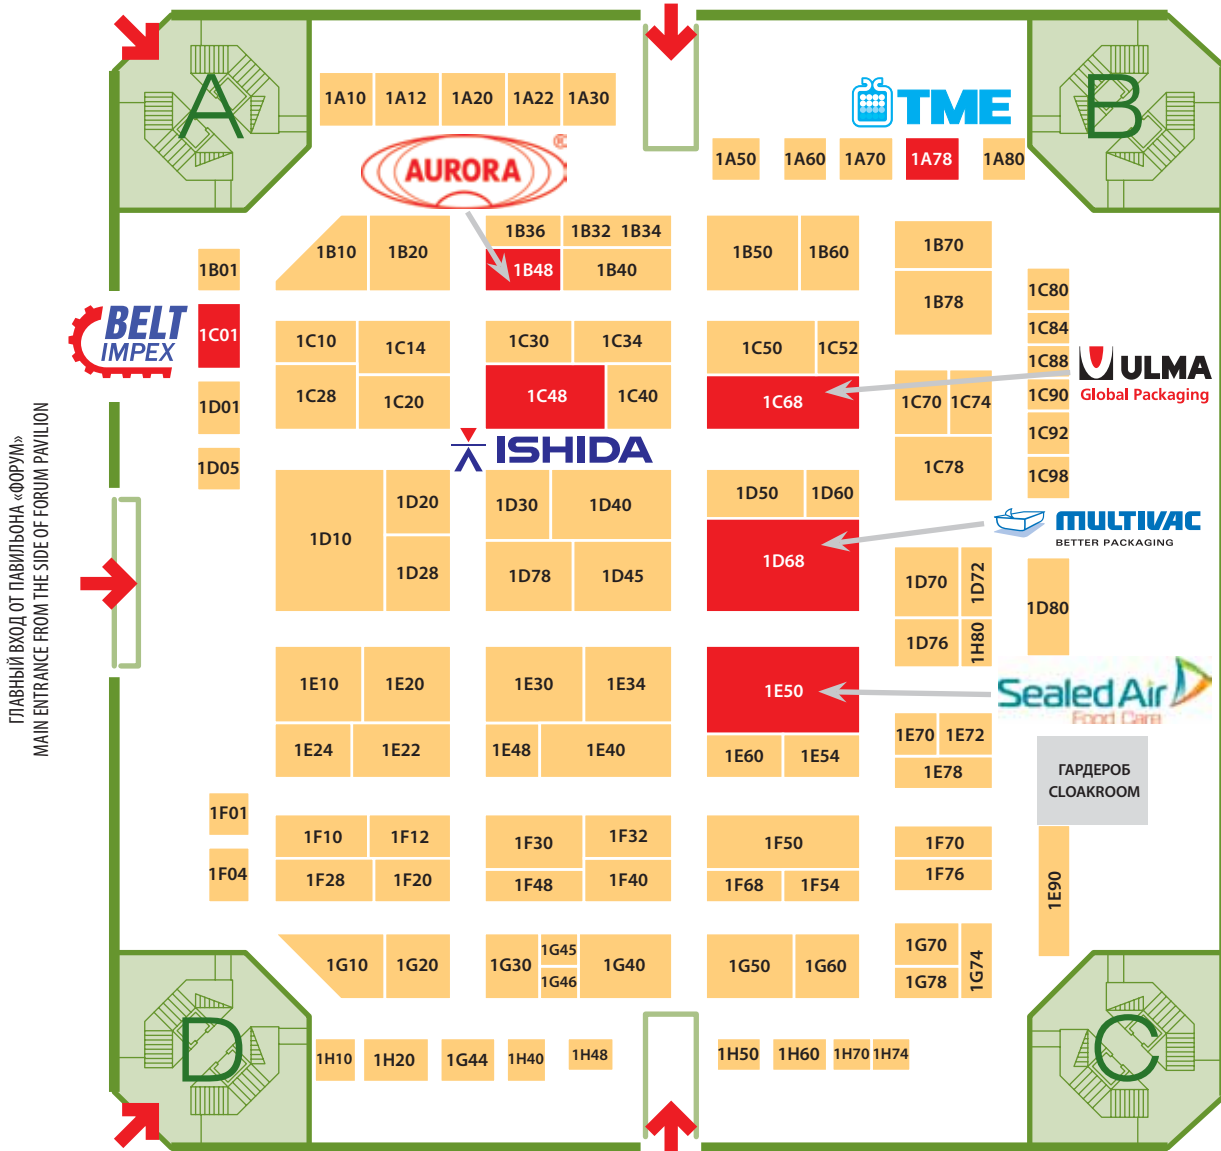 A
B
1A10 1A12 1A20 1A22 1A30
TME
AURORA
®
1A50 1A60 1A70 1A78 1A80
1B10 1B20
1B36 1B32 1B34
1B48 1B40
1B50 1B60
1B70
1B78
1B01
1C01
BELT
IMPEX
1D01
1D05
1C10 1C14
1C28 1C20
1C30 1C34
1C48 1C40
ISHIDA
1C50 1C52
1C68
1C70 1C74
1C78
1C80
1C84
1C88
1C90
1C92
1C98
ULMA
Global Packaging
ГЛАВНЫЙ ВХОД ОТ ПАВИЛЬОНА «ФОРУМ»
MAIN ENTRANCE FROM THE SIDE OF FORUM PAVILION
1D10
1D20
1D28
1D30 1D40
1D78 1D45
1D50 1D60
1D68
MULTIVAC
BETTER PACKAGING
1D70 1D72
1D76 1H80
1D80
1E10 1E20
1E24 1E22
1E30 1E34
1E48 1E40
1E50
1E60 1E54
Sealed Air
Food Care
1E70 1E72
1E78
ГАРДЕРОБ
CLOAKROOM
1F01
1F04
1F10 1F12
1F28 1F20
1F30 1F32
1F48 1F40
1F50
1F68 1F54
1F70
1F76
1E90
1G10 1G20
1G30 1G45 1G40
1G46
1G50 1G60
1G70 1G74
1G78
D
C
1H10 1H20 1G44 1H40 1H48
1H50 1H60 1H70 1H74